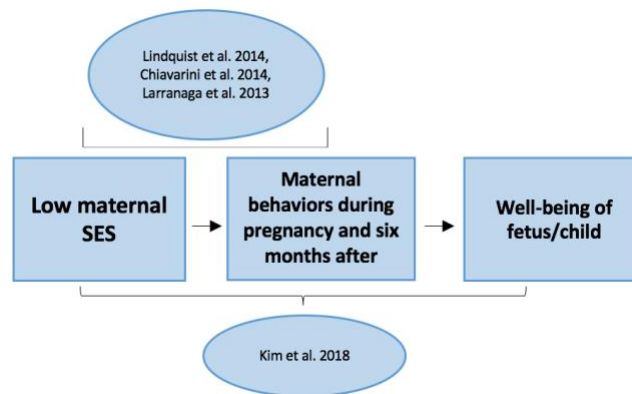 Lindquist et al. 2014,
Chiavarini et al. 2014,
Larranaga et al. 2013
Low maternal
SES
Maternal
behaviors during
pregnancy and six
months after
Well-being of
fetus/child
Kim et al. 2018